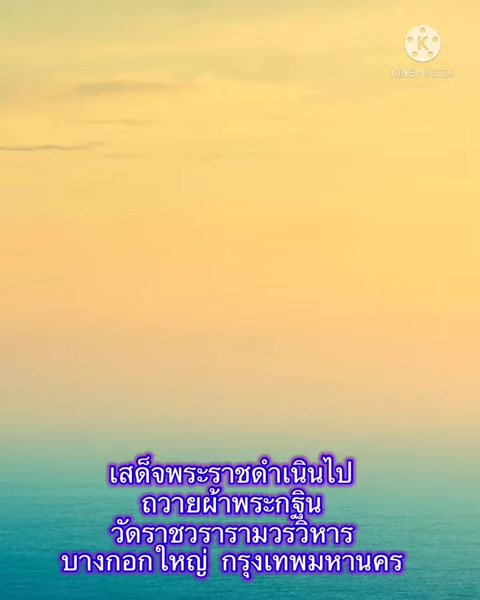 KINEMASTER
เสด็จพระราชดำเนินไป
ถวายผ้าพระกฐิน
วัดราชวรารามวรวิหาร
บางกอกใหญ่ กรุงเทพมหานคร